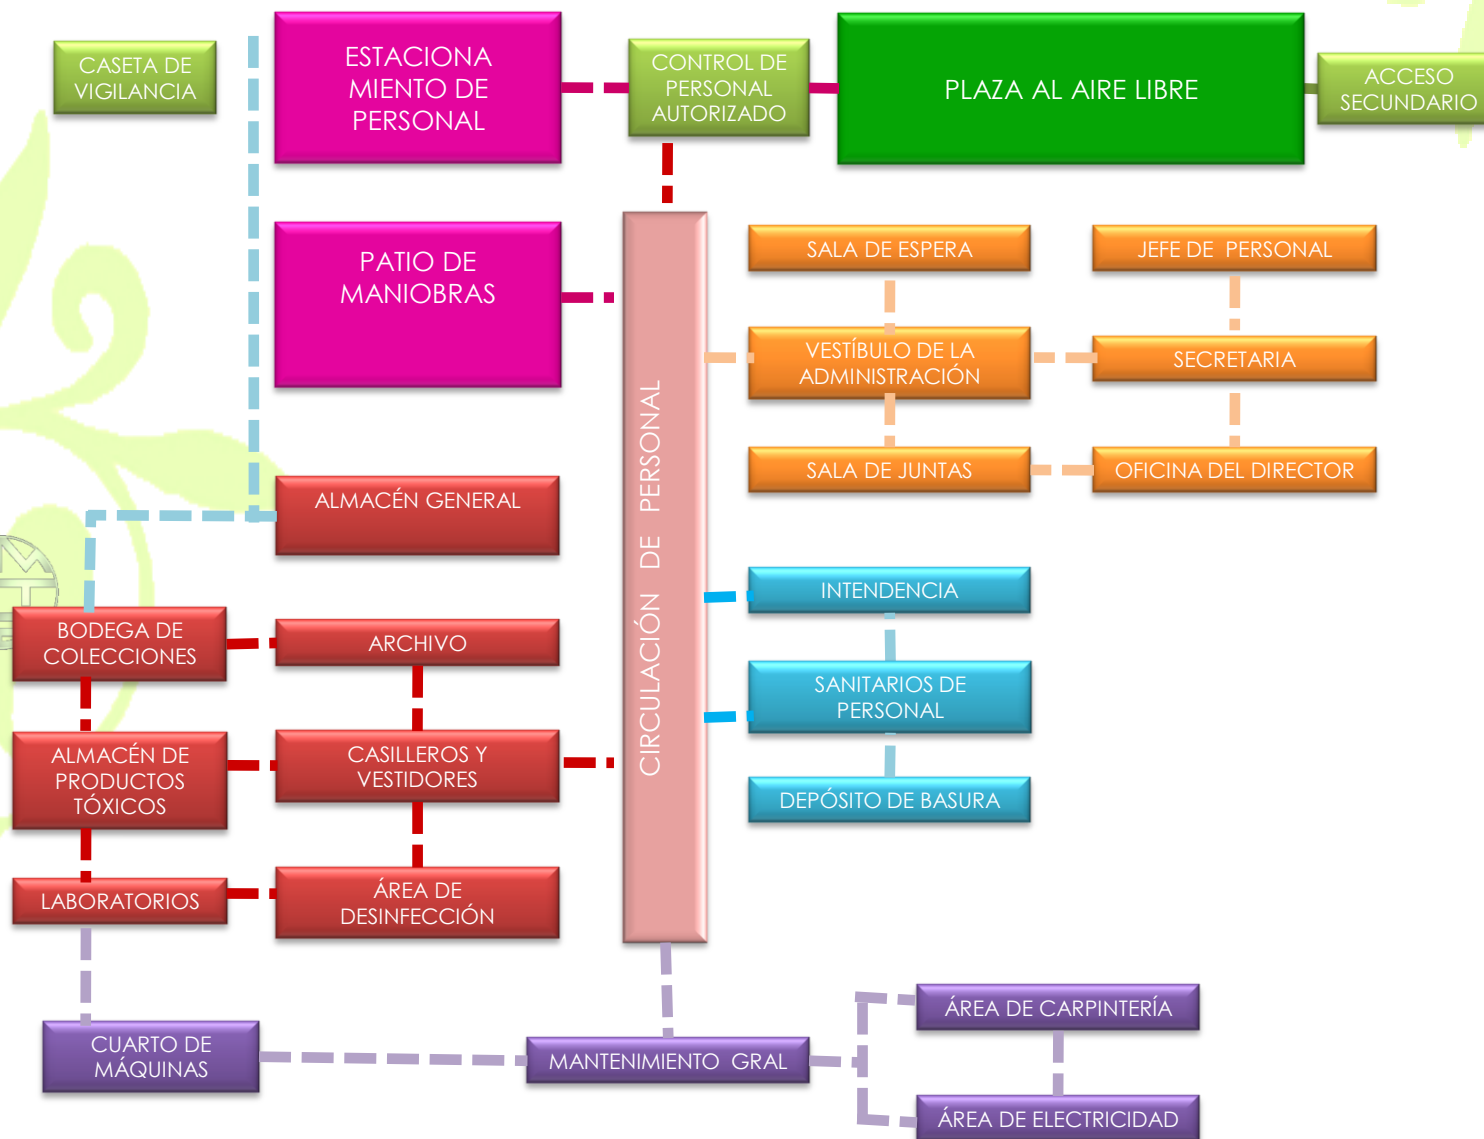 CASETA DE
VIGILANCIA
ESTACIONA
MIENTO DE
PERSONAL
CONTROL DE
PERSONAL
AUTORIZADO
PLAZA AL AIRE LIBRE
ACCESO
SECUNDARIO
PATIO DE
MANIOBRAS
CIRCULACIÓN DE PERSONAL
SALA DE ESPERA
JEFE DE PERSONAL
VESTÍBULO DE LA
ADMINISTRACIÓN
SECRETARIA
SALA DE JUNTAS
OFICINA DEL DIRECTOR
ALMACÉN GENERAL
INTENDENCIA
BODEGA DE
COLECCIONES
ARCHIVO
SANITARIOS DE
PERSONAL
ALMACÉN DE
PRODUCTOS
TÓXICOS
CASILLEROS Y
VESTIDORES
DEPÓSITO DE BASURA
LABORATORIOS
ÁREA DE
DESINFECCIÓN
ÁREA DE CARPINTERÍA
CUARTO DE
MÁQUINAS
MANTENIMIENTO GRAL
ÁREA DE ELECTRICIDAD